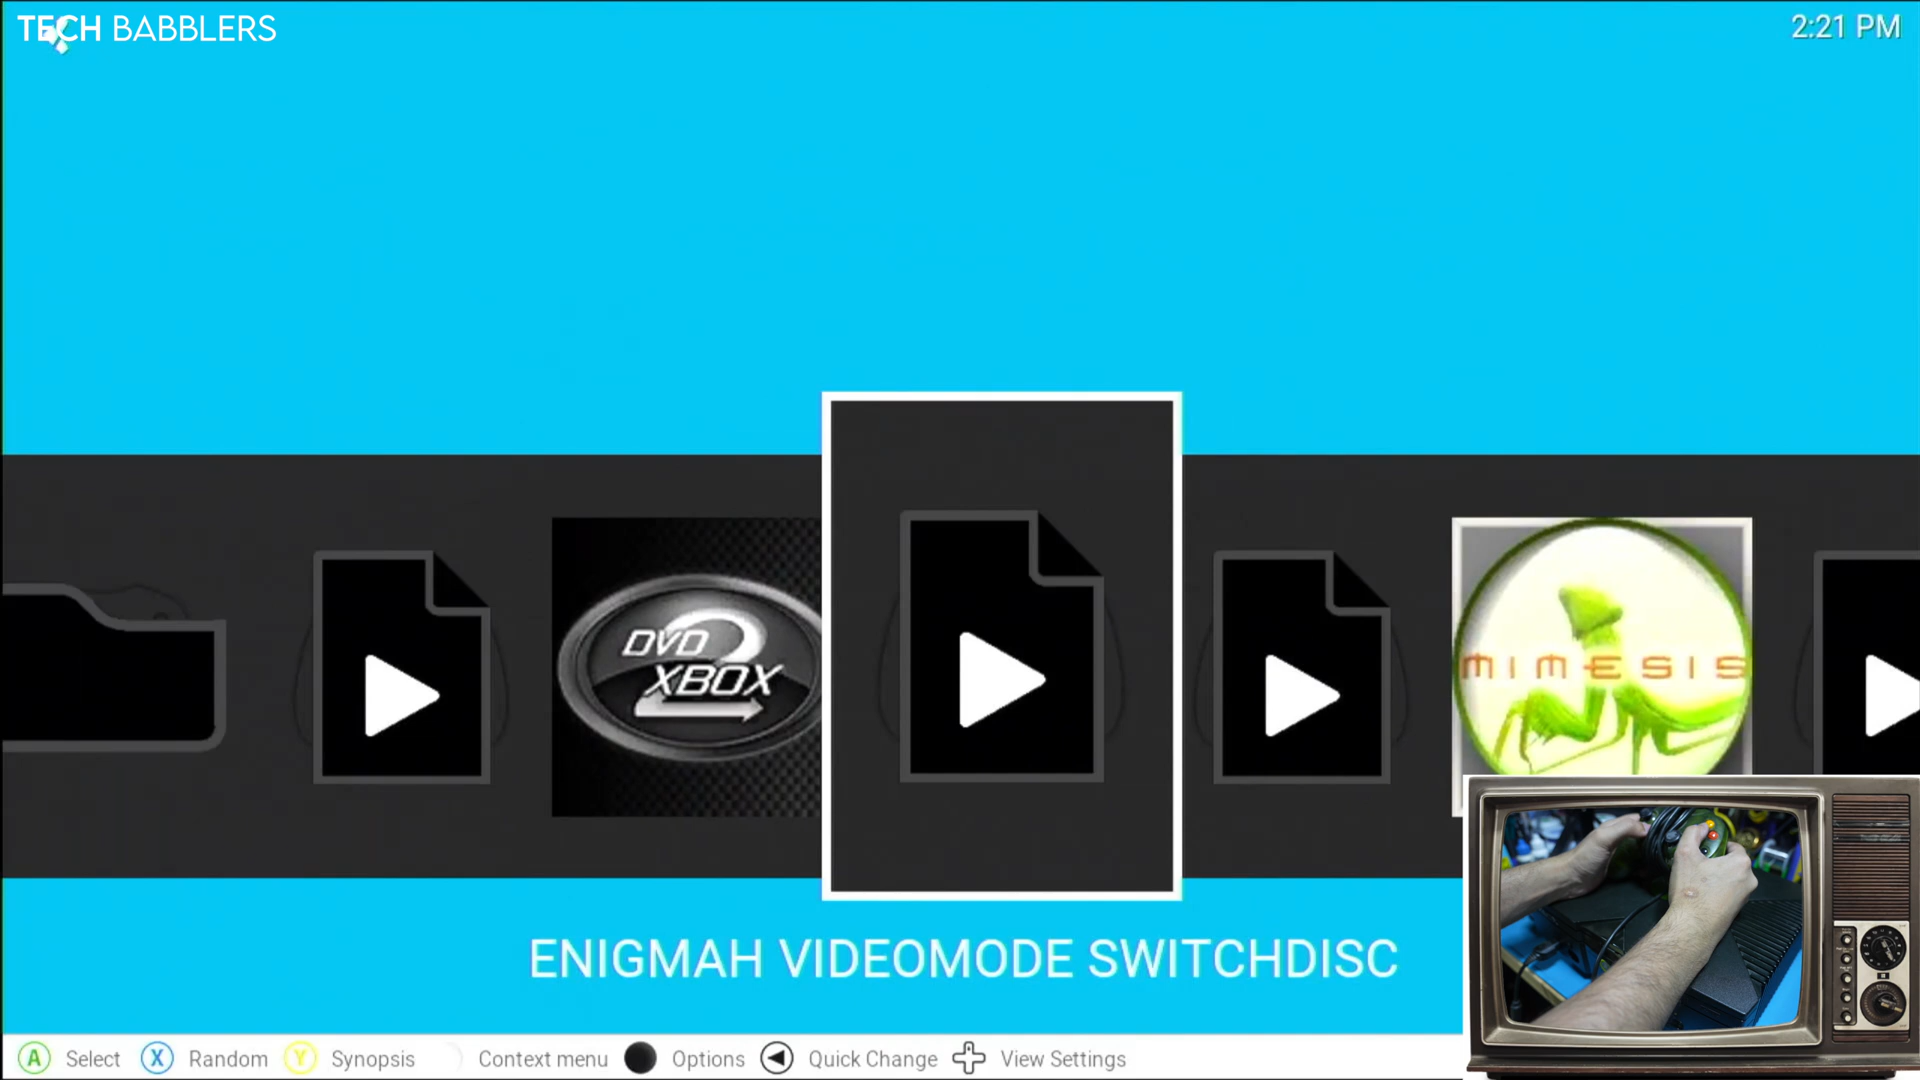 TECH BABBLERS
2:21 PM
DVD
2
XBOX
MIMESIS
ENIGMAH VIDEOMODE SWITCHDISC
A Select X Random Y Synopsis Context menu Options Quick Change View Settings